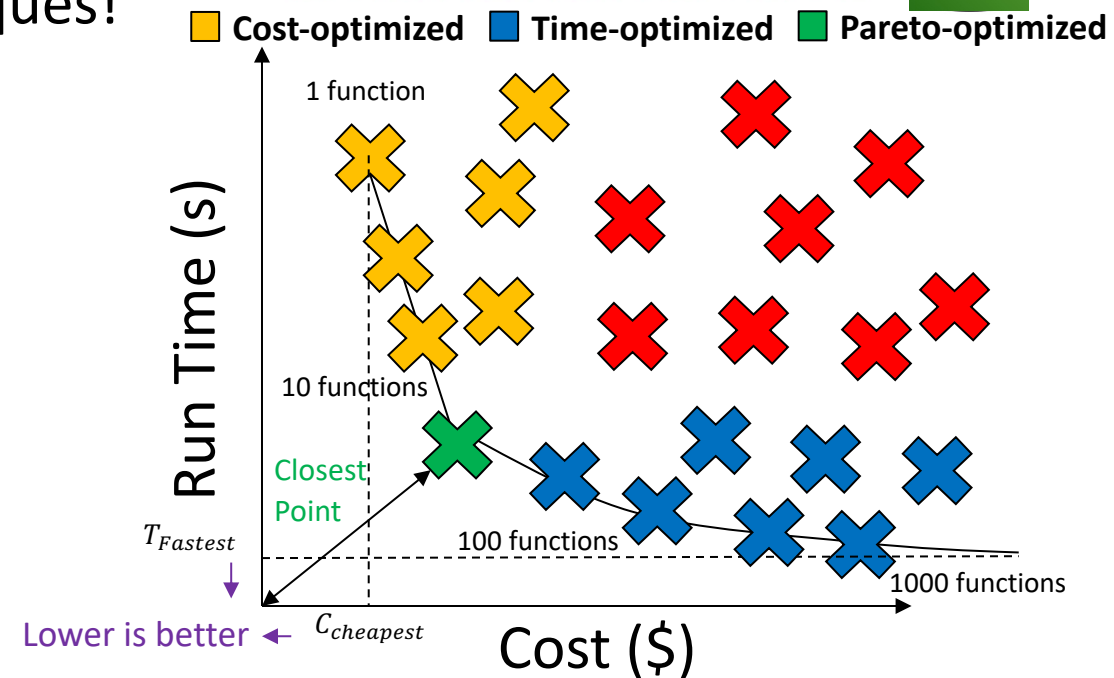 ques!
Cost-optimized Time-optimized Pareto-optimized
1 function
Run Time (s)
10 functions
Closest
Point
T_Fastest
100 functions
1000 functions
Lower is better
C_cheapest
Cost ($)